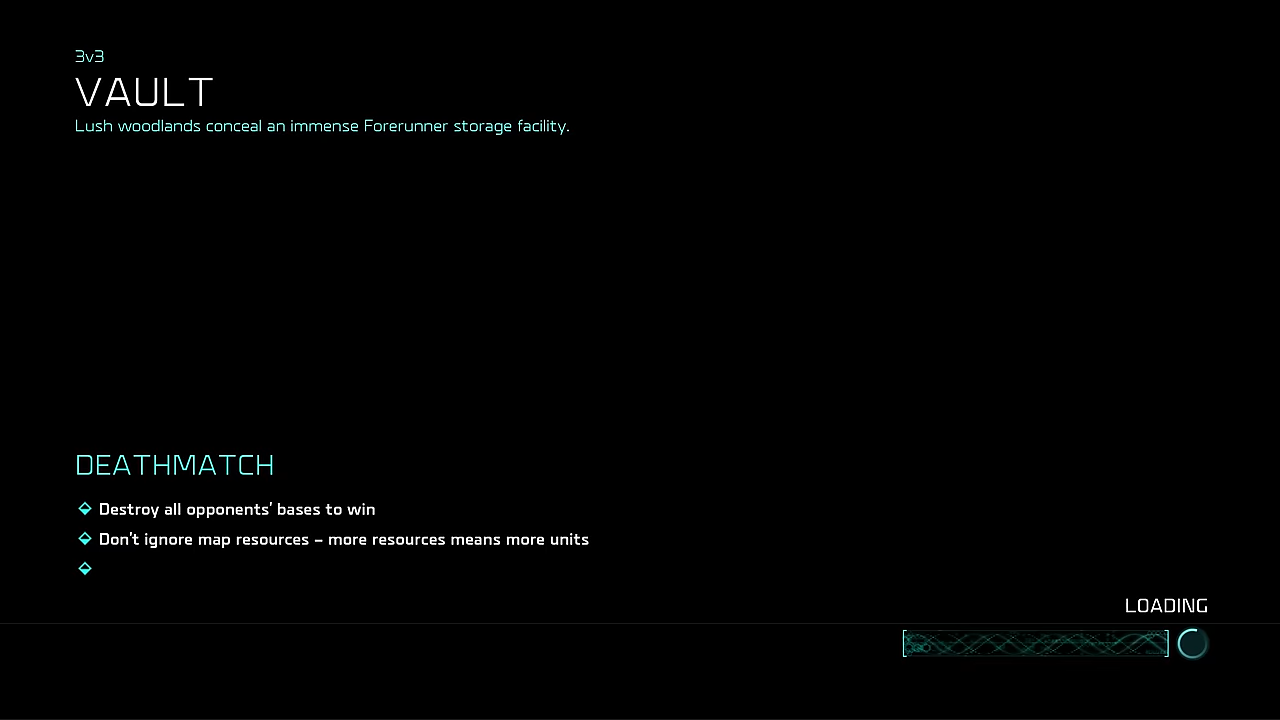 3v3
VAULT
Lush woodlands conceal an immense Forerunner storage facility.
DEATHMATCH
Destroy all opponents' bases to win
Don't ignore map resources – more resources means more units
LOADING